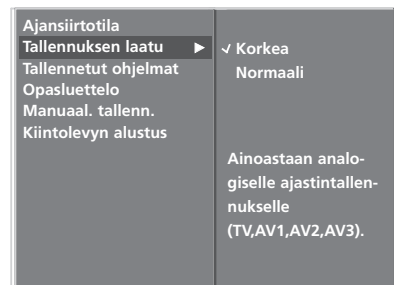 Ajansiirtotila
Tallennuksen laatu
Tallennetut ohjelmat
Opasluettelo
Manuaal. tallenn.
Kiintolevyn alustus
Korkea
Normaali
Ainoastaan analo-
giselle ajastintallen-
nukselle
(TV,AV1,AV2,AV3).